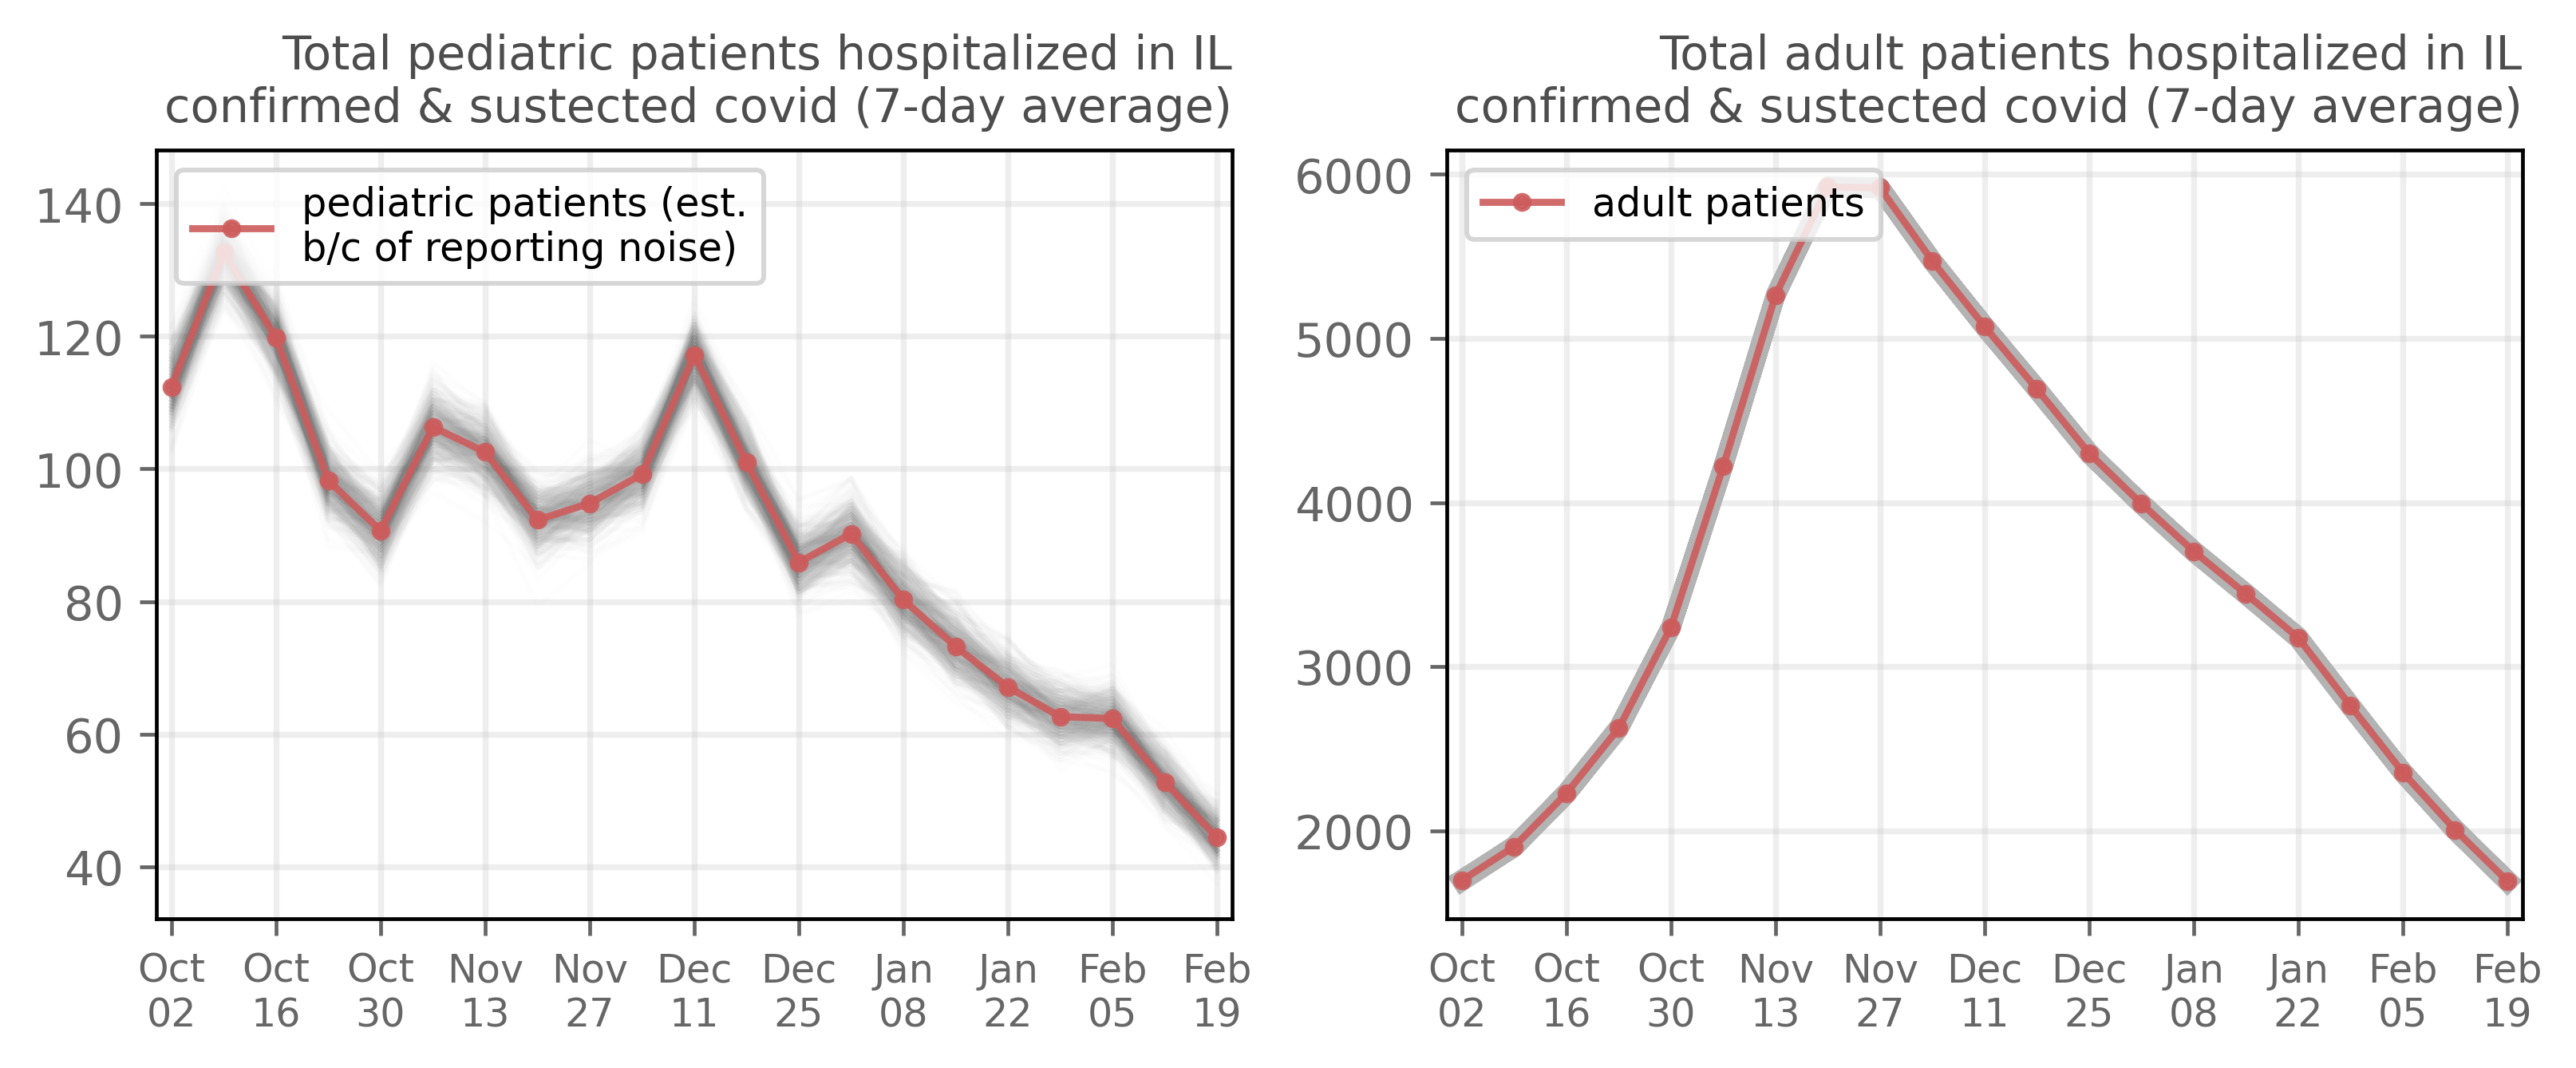 Total pediatric patients hospitalized in IL
confirmed & sustected covid (7-day average)
pediatric patients (est.
b/c of reporting noise)
140
120
100
80
60
40
Oct Oct Oct Nov Nov Dec Dec Jan Jan Feb Feb
02 16 30 13 27 11 25 08 22 05 19
Total adult patients hospitalized in IL
confirmed & sustected covid (7-day average)
adult patients
6000
5000
4000
3000
2000
Oct Oct Oct Nov Nov Dec Dec Jan Jan Feb Feb
02 16 30 13 27 11 25 08 22 05 19